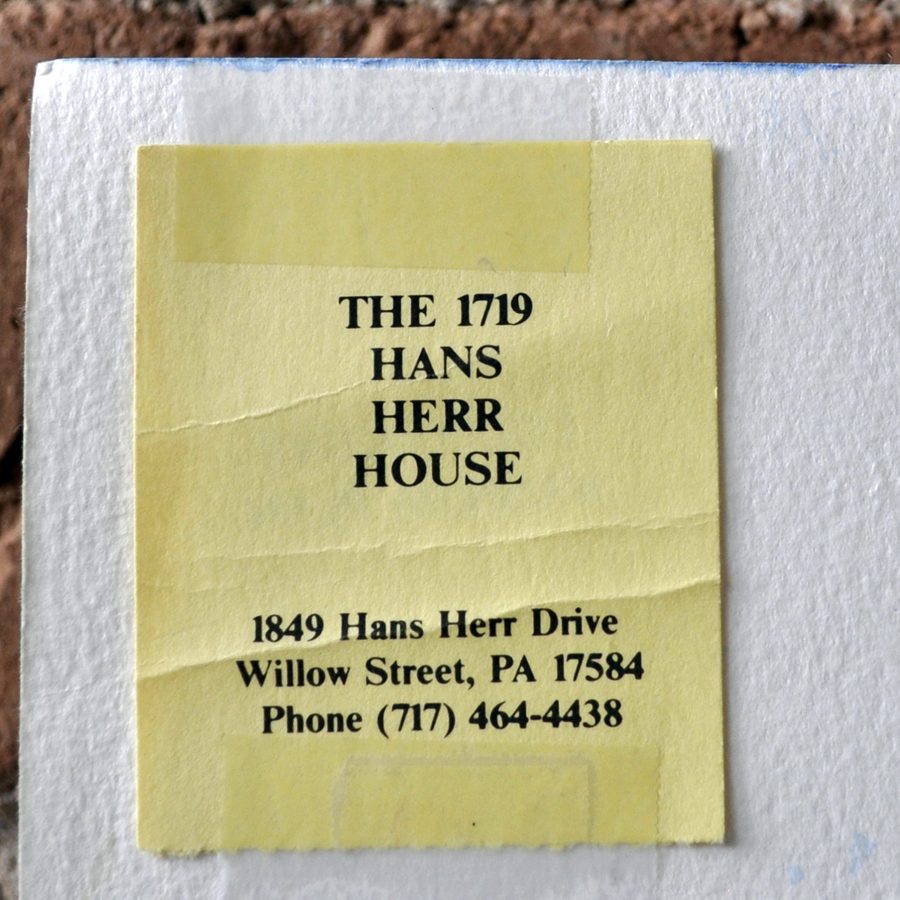 THE 1719
HANS
HERR
HOUSE
1849 Hans Herr Drive
Willow Street, PA 17584
Phone (717) 464-4438